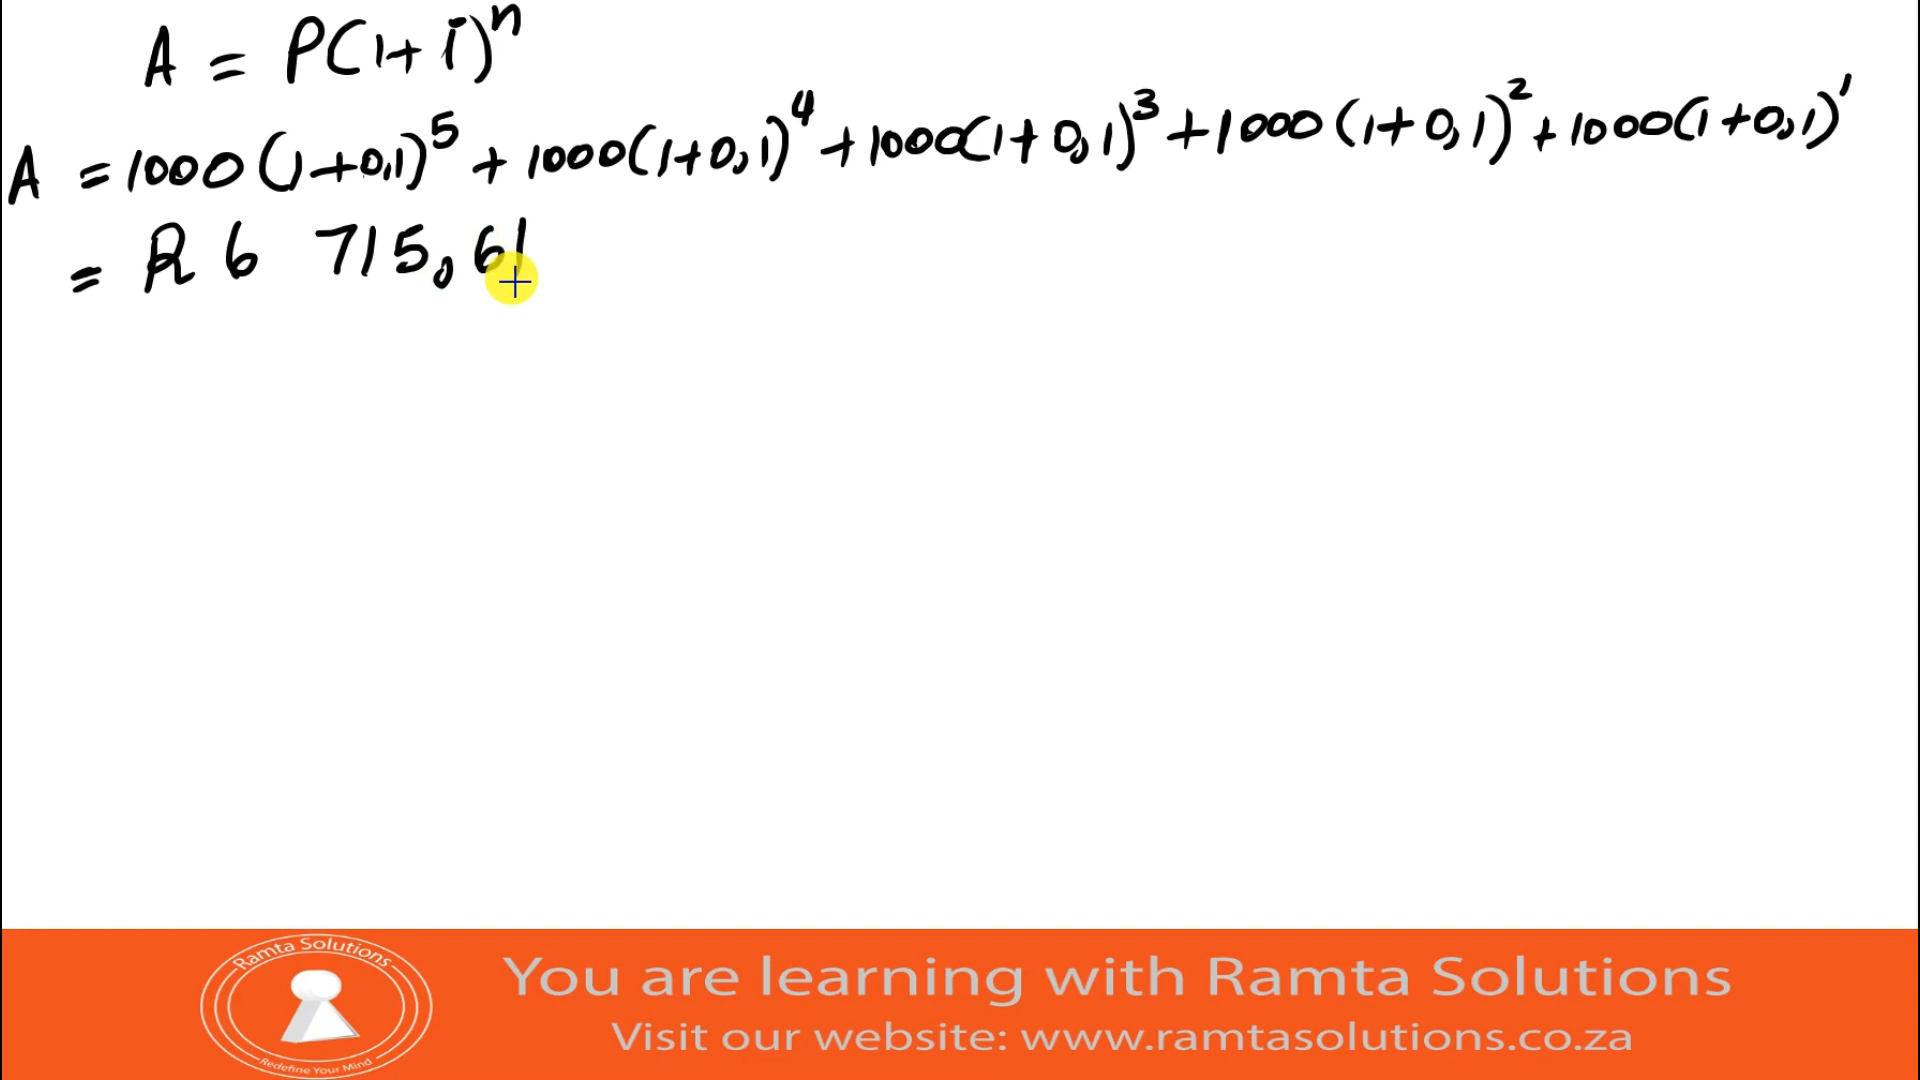 A = P(1+i)ⁿ
A = 1000(1+0,1)⁵ + 1000(1+0,1)⁴ + 1000(1+0,1)³ + 1000(1+0,1)² + 1000(1+0,1)¹
= R 6 715,61
Ramta Solutions
Redefine Your Mind
You are learning with Ramta Solutions
Visit our website: www.ramtasolutions.co.za